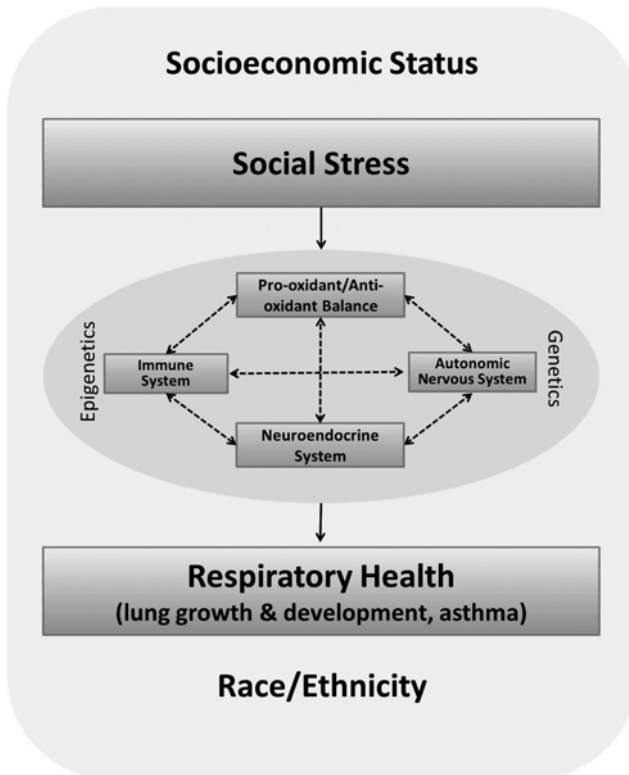 Socioeconomic Status
Social Stress
Pro-oxidant/Anti-
oxidant Balance
Epigenetics
Immune
System
Autonomic
Nervous System
Genetics
Neuroendocrine
System
Respiratory Health
(lung growth & development, asthma)
Race/Ethnicity